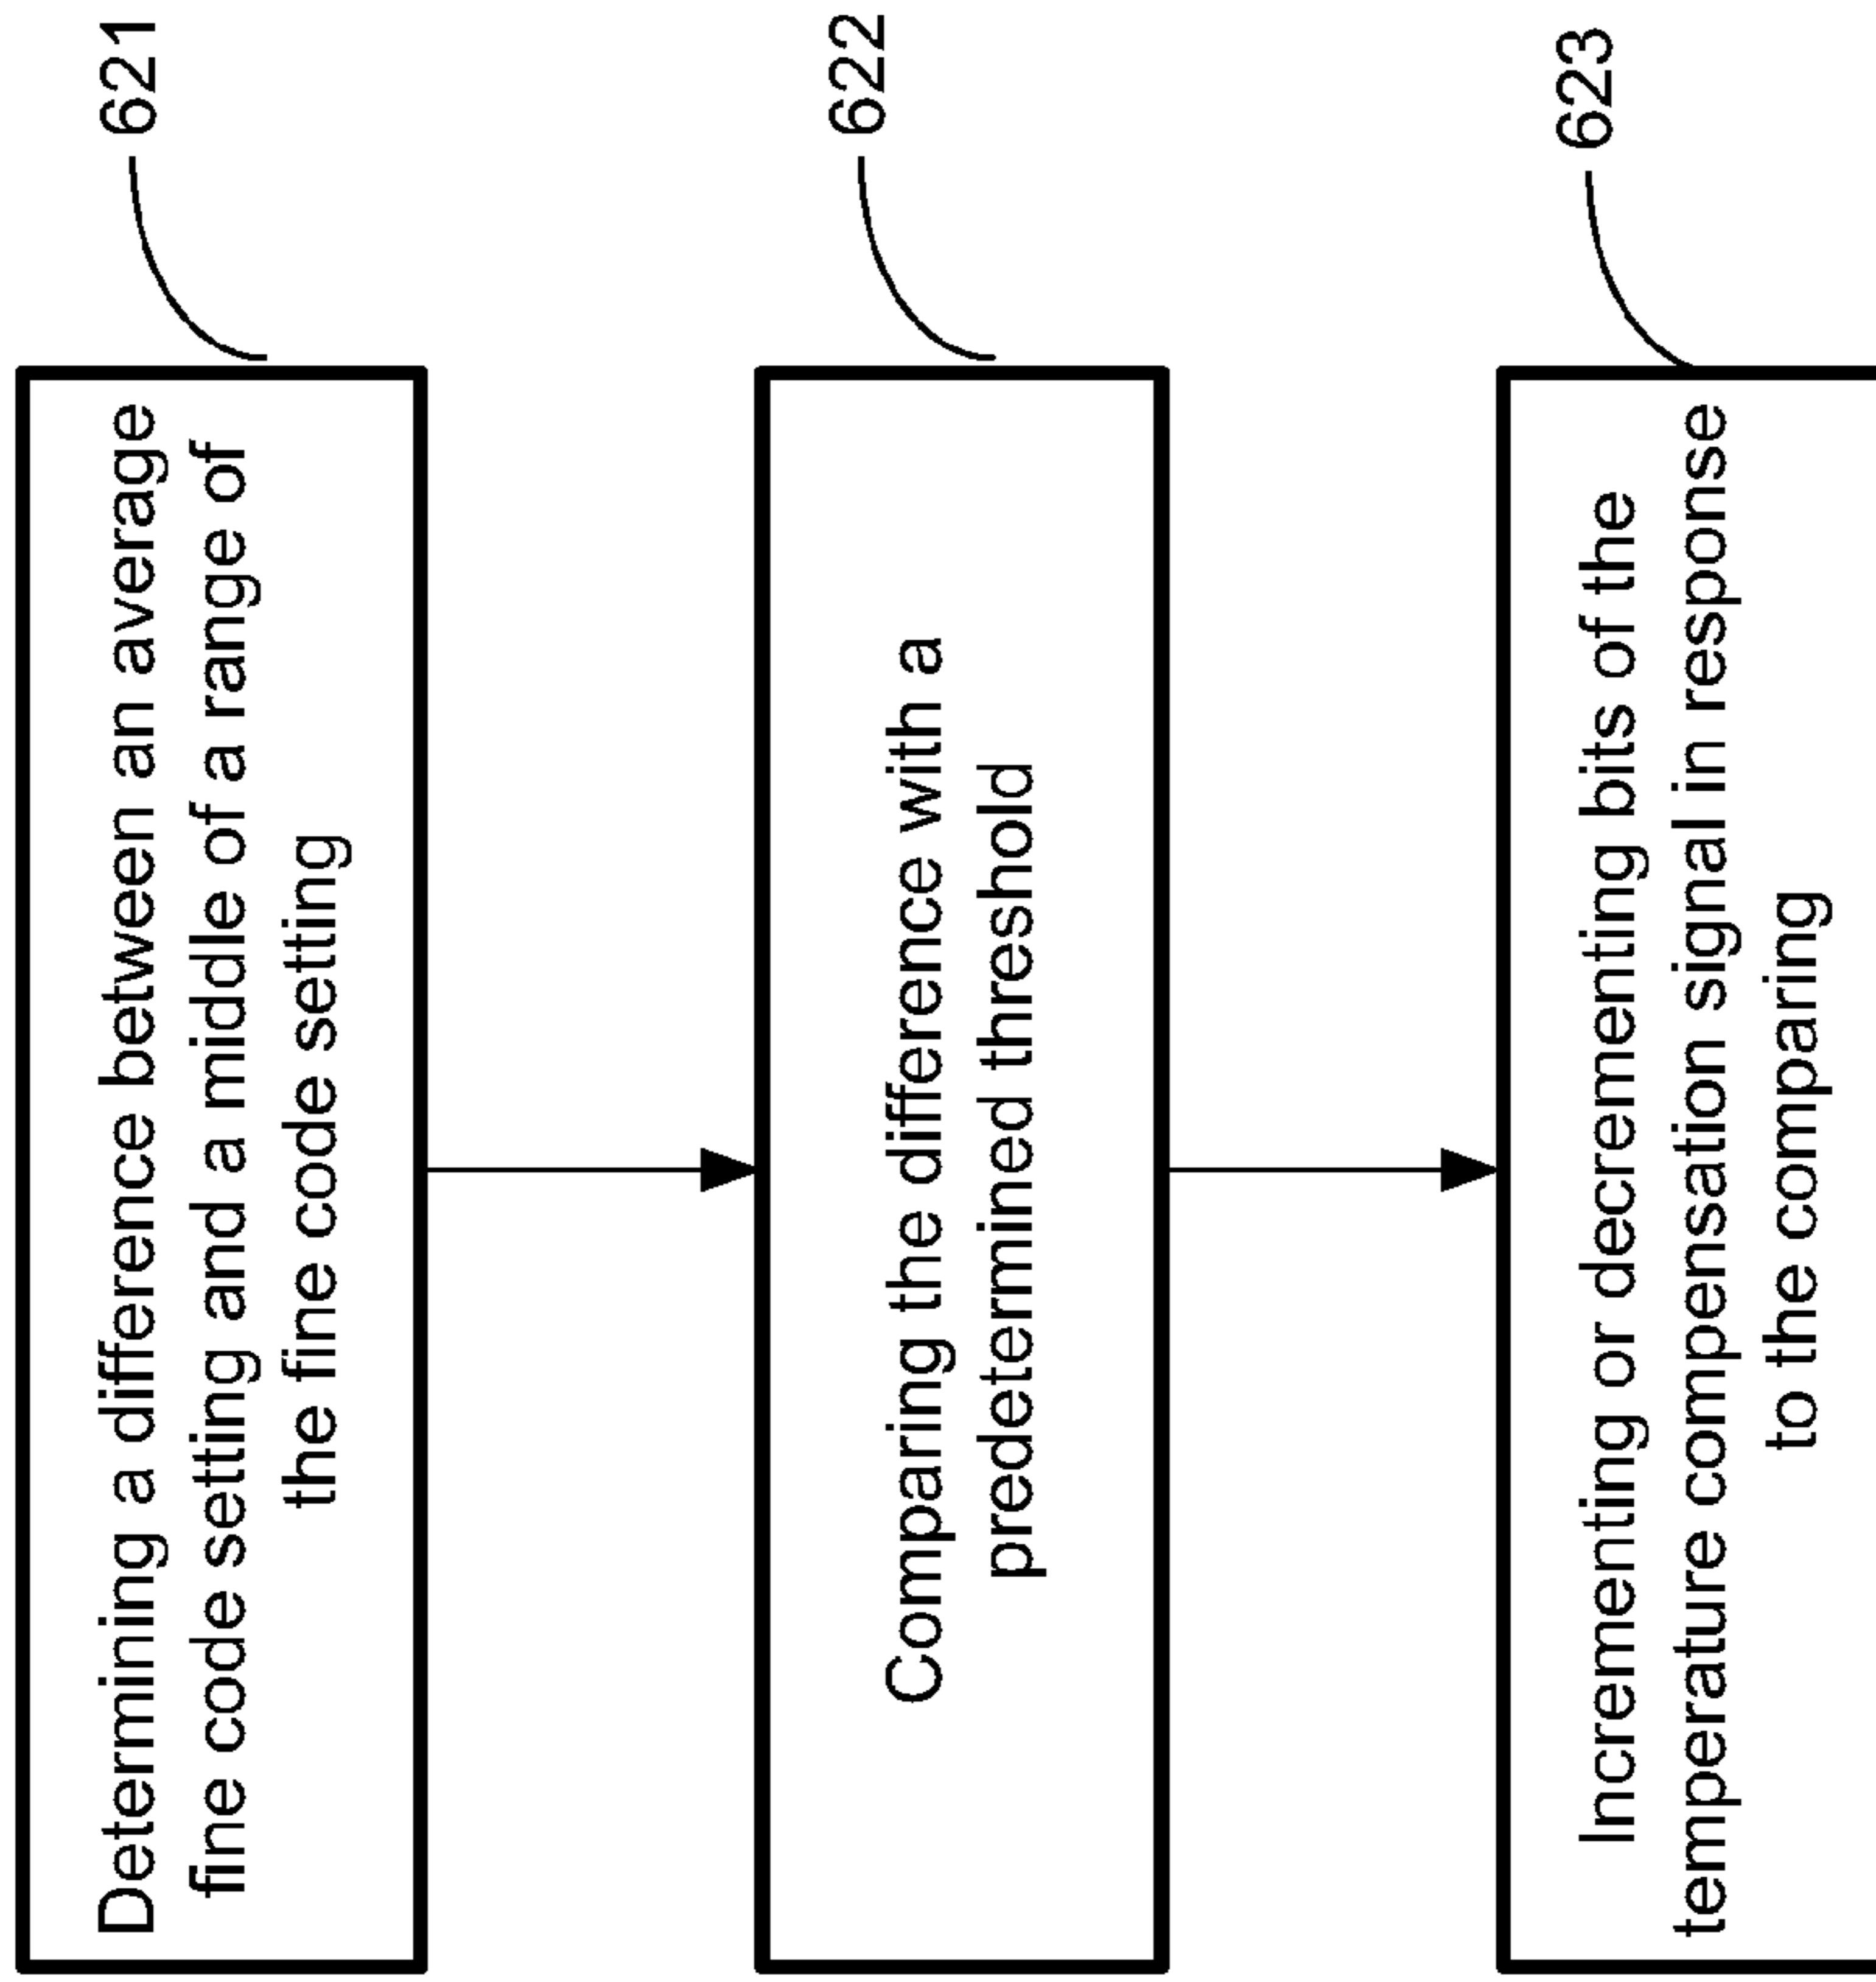 Determining a difference between an average
fine code setting and a middle of a range of
the fine code setting
621
Comparing the difference with a
predetermined threshold
622
Incrementing or decrementing bits of the
temperature compensation signal in response
to the comparing
623